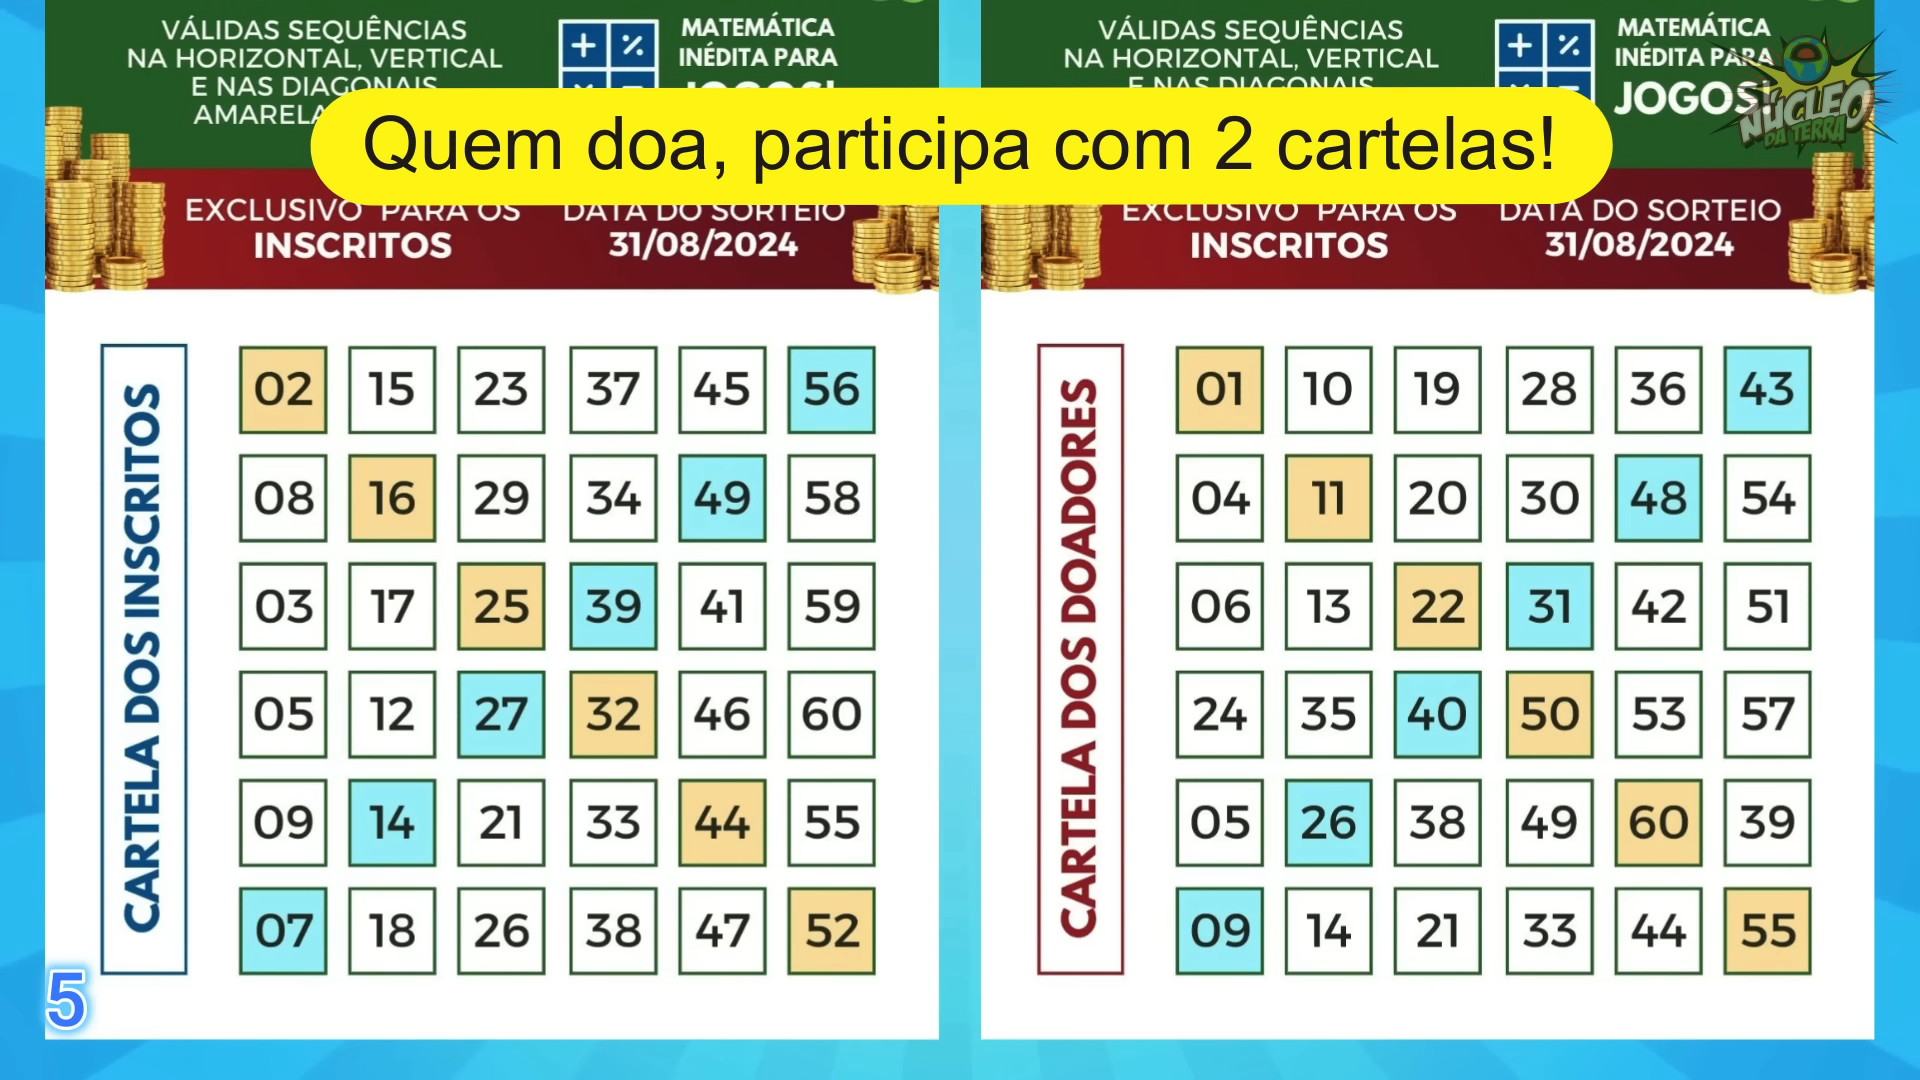 VÁLIDAS SEQUÊNCIAS
NA HORIZONTAL, VERTICAL
E NAS DIAGONAIS
AMARELA
MATEMÁTICA
INÉDITA PARA
JOGOS!
VÁLIDAS SEQUÊNCIAS
NA HORIZONTAL, VERTICAL
E NAS DIAGONAIS
MATEMÁTICA
INÉDITA PARA
JOGOS!
NÚCLEO
DA TERRA
Quem doa, participa com 2 cartelas!
EXCLUSIVO PARA OS
INSCRITOS
DATA DO SORTEIO
31/08/2024
EXCLUSIVO PARA OS
INSCRITOS
DATA DO SORTEIO
31/08/2024
CARTELA DOS INSCRITOS
02 15 23 37 45 56
08 16 29 34 49 58
03 17 25 39 41 59
05 12 27 32 46 60
09 14 21 33 44 55
07 18 26 38 47 52
CARTELA DOS DOADORES
01 10 19 28 36 43
04 11 20 30 48 54
06 13 22 31 42 51
24 35 40 50 53 57
05 26 38 49 60 39
09 14 21 33 44 55
5